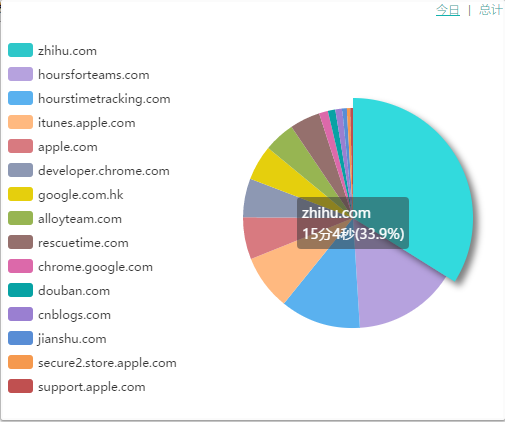 今日 | 总计
zhihu.com
hoursforteams.com
hourstimetracking.com
itunes.apple.com
apple.com
developer.chrome.com
google.com.hk
alloyteam.com
rescuetime.com
chrome.google.com
douban.com
cnblogs.com
jianshu.com
secure2.store.apple.com
support.apple.com
zhihu.com
15分4秒(33.9%)